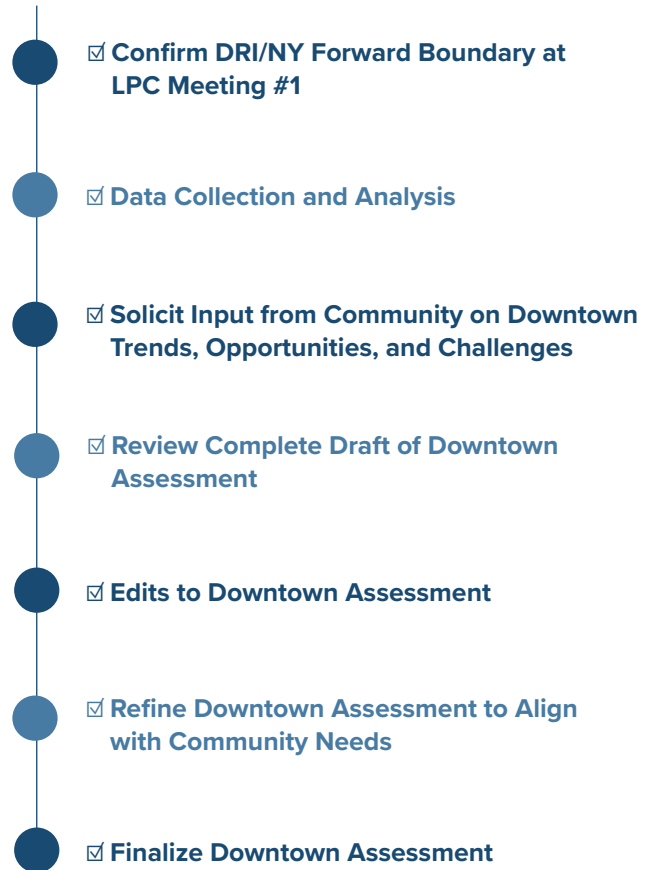 ☑ Confirm DRI/NY Forward Boundary at
LPC Meeting #1
☑ Data Collection and Analysis
☑ Solicit Input from Community on Downtown
Trends, Opportunities, and Challenges
☑ Review Complete Draft of Downtown
Assessment
☑ Edits to Downtown Assessment
☑ Refine Downtown Assessment to Align
with Community Needs
☑ Finalize Downtown Assessment